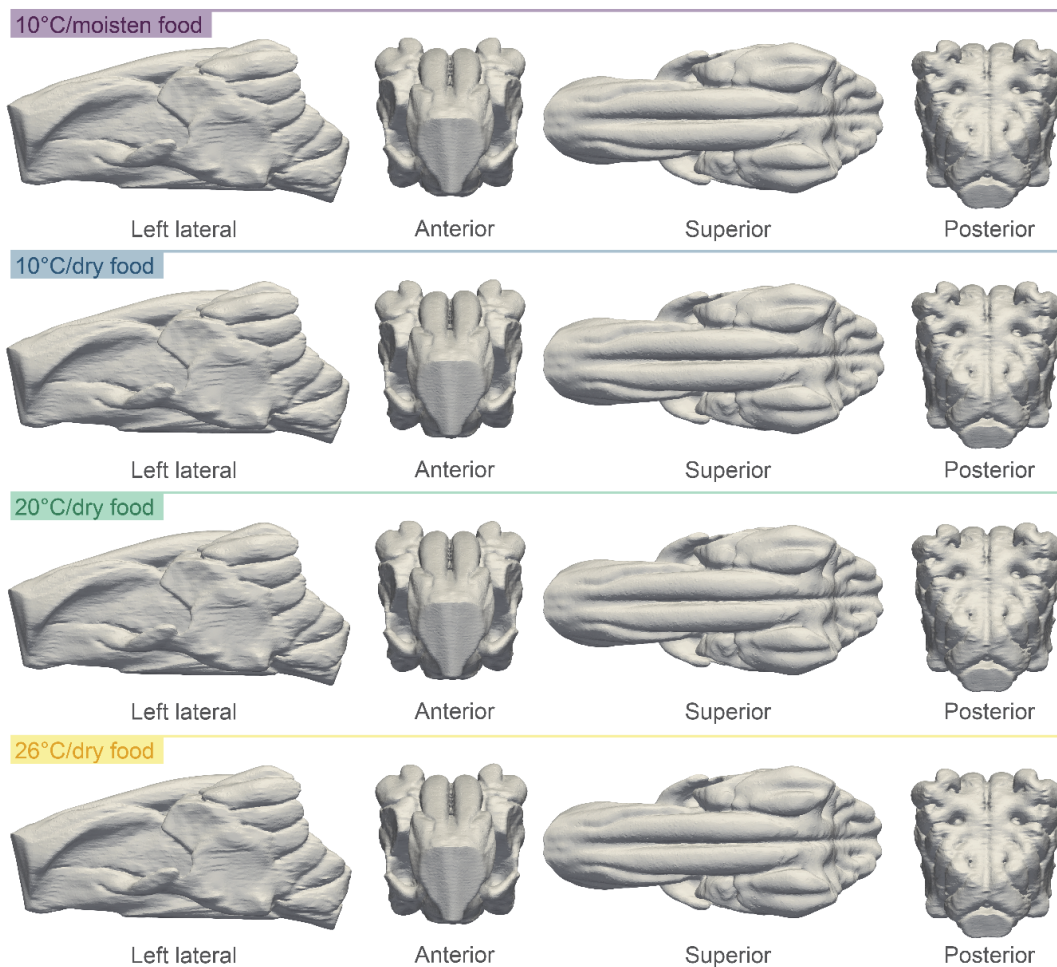 10°C/moisten food
Left lateral Anterior Superior Posterior
10°C/dry food
Left lateral Anterior Superior Posterior
20°C/dry food
Left lateral Anterior Superior Posterior
26°C/dry food
Left lateral Anterior Superior Posterior